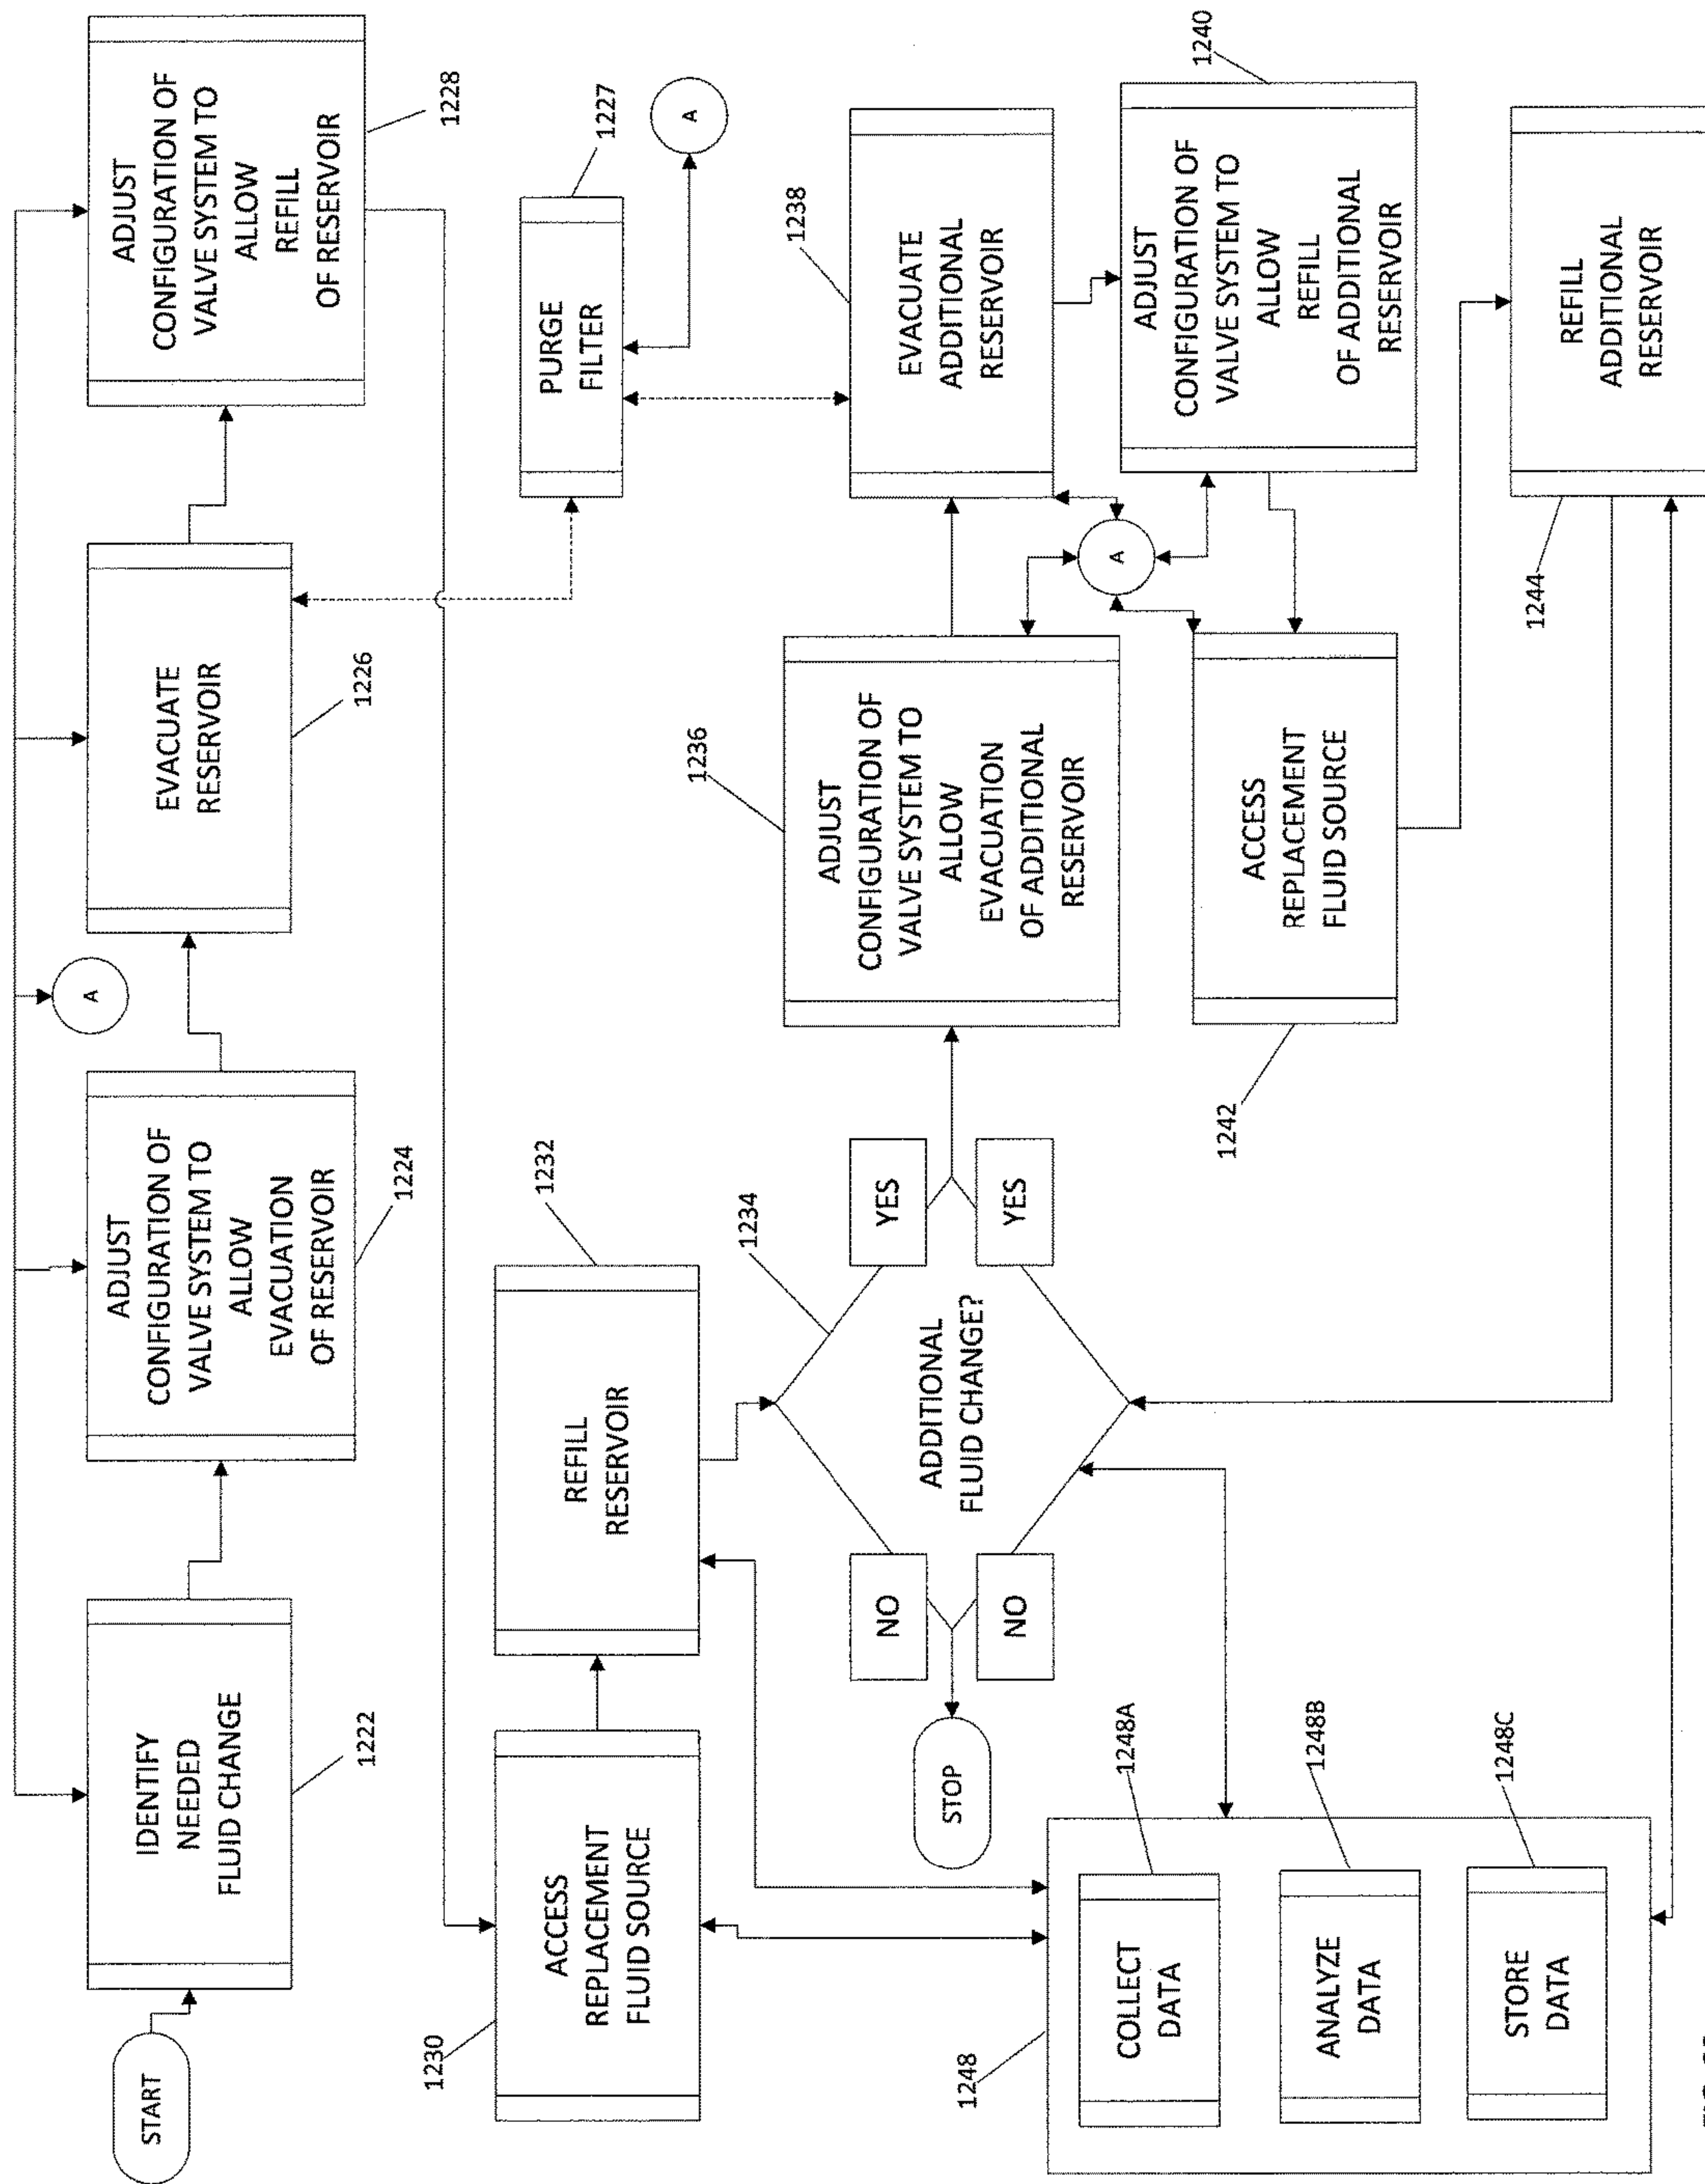 START
IDENTIFY
NEEDED
FLUID CHANGE
1222
ADJUST
CONFIGURATION OF
VALVE SYSTEM TO
ALLOW
EVACUATION
OF RESERVOIR
1224
A
EVACUATE
RESERVOIR
1226
ADJUST
CONFIGURATION OF
VALVE SYSTEM TO
ALLOW
REFILL
OF RESERVOIR
1228
PURGE
FILTER
1227
A
ACCESS
REPLACEMENT
FLUID SOURCE
1230
REFILL
RESERVOIR
1232
ADDITIONAL
FLUID CHANGE?
1234
NO
NO
STOP
YES
YES
ADJUST
CONFIGURATION OF
VALVE SYSTEM TO
ALLOW
EVACUATION
OF ADDITIONAL
RESERVOIR
1236
EVACUATE
ADDITIONAL
RESERVOIR
1238
A
ADJUST
CONFIGURATION OF
VALVE SYSTEM TO
ALLOW
REFILL
OF ADDITIONAL
RESERVOIR
1240
ACCESS
REPLACEMENT
FLUID SOURCE
1242
REFILL
ADDITIONAL
RESERVOIR
1244
1248
COLLECT
DATA
1248A
ANALYZE
DATA
1248B
STORE
DATA
1248C